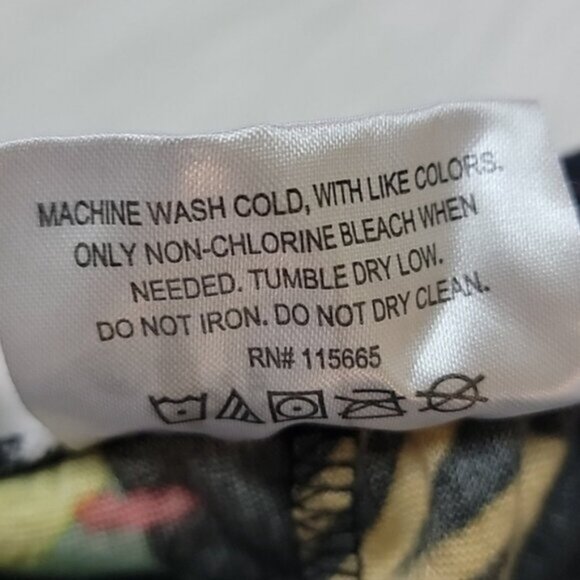 MACHINE WASH COLD, WITH LIKE COLORS.
ONLY NON-CHLORINE BLEACH WHEN
NEEDED. TUMBLE DRY LOW.
DO NOT IRON. DO NOT DRY CLEAN.
RN# 115665